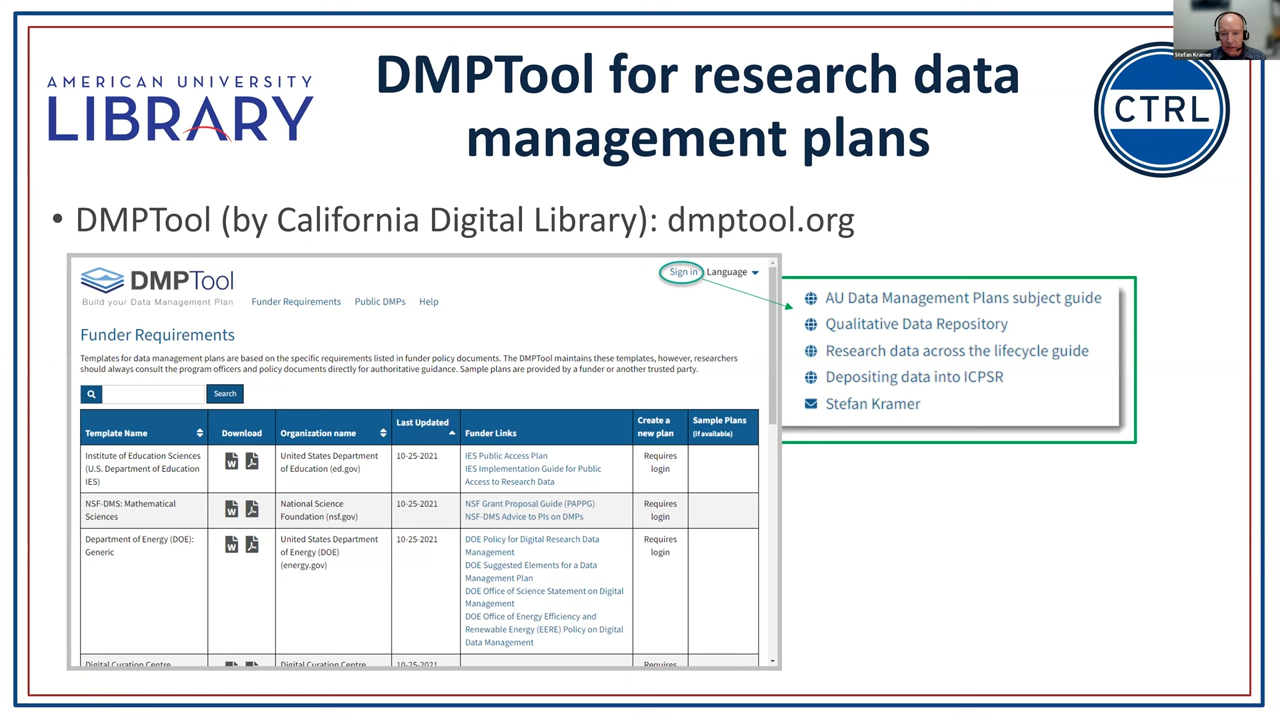 Stefan Kramer
AMERICAN UNIVERSITY
LIBRARY
DMPTool for research data
management plans
CTRL
• DMPTool (by California Digital Library): dmptool.org
DMPTool
Build your Data Management Plan
Funder Requirements
Public DMPs
Help
Sign in
Language
Funder Requirements
Templates for data management plans are based on the specific requirements listed in funder policy documents. The DMPTool maintains these templates, however, researchers
should always consult the program officers and policy documents directly for authoritative guidance. Sample plans are provided by a funder or another trusted party.
Search
Template Name
Download
Organization name
Last Updated
Funder Links
Create a
new plan
Sample Plans
(if available)
Institute of Education Sciences
(U.S. Department of Education
IES)
United States Department
of Education (ed.gov)
10-25-2021
IES Public Access Plan
IES Implementation Guide for Public
Access to Research Data
Requires
login
NSF-DMS: Mathematical
Sciences
National Science
Foundation (nsf.gov)
10-25-2021
NSF Grant Proposal Guide (PAPPG)
NSF-DMS Advice to PIs on DMPs
Requires
login
Department of Energy (DOE):
Generic
United States Department
of Energy (DOE)
(energy.gov)
10-25-2021
DOE Policy for Digital Research Data
Management
DOE Suggested Elements for a Data
Management Plan
DOE Office of Science Statement on Digital
Management
DOE Office of Energy Efficiency and
Renewable Energy (EERE) Policy on Digital
Data Management
Requires
login
Digital Curation Centre
Digital Curation Centre
10-25-2021
Requires
AU Data Management Plans subject guide
Qualitative Data Repository
Research data across the lifecycle guide
Depositing data into ICPSR
Stefan Kramer